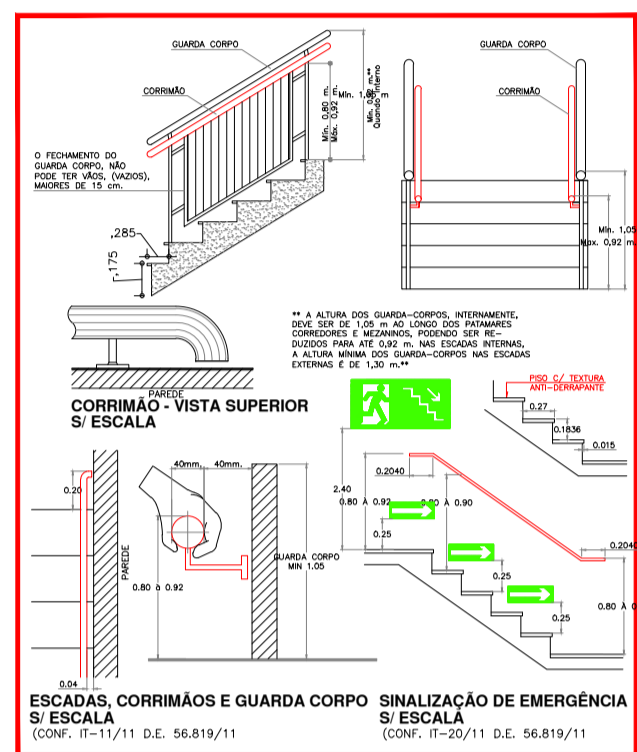 GUARDA CORPO
CORRIMÃO
Mín. 0,80 m.
Máx. 0,92 m.
Quando interno
O FECHAMENTO DO
GUARDA CORPO, NÃO
PODE TER VÃOS, (VAZIOS),
MAIORES DE 15 cm.
,285
,175
GUARDA CORPO
CORRIMÃO
Mín. 1,05
Máx. 0,92 m.
** A ALTURA DOS GUARDA-CORPOS, INTERNAMENTE,
DEVE SER DE 1,05 m AO LONGO DOS PATAMARES
CORREDORES E MEZANINOS, PODENDO SER RE-
DUZIDOS PARA ATÉ 0,92 m. NAS ESCADAS INTERNAS,
A ALTURA MÍNIMA DOS GUARDA-CORPOS NAS ESCADAS
EXTERNAS É DE 1,30 m.**
PAREDE
CORRIMÃO - VISTA SUPERIOR
S/ ESCALA
PISO C/ TEXTURA
ANTI-DERRAPANTE
0.27
0.1836
0.015
0.20
PAREDE
0.04
40mm.
40mm.
0.80 à 0.92
GUARDA CORPO
MIN 1.05
2.40
0.2040
0.80 À 0.92
À 0.90
0.25
0.25
0.25
0.2040
0.80 À
ESCADAS, CORRIMÃOS E GUARDA CORPO
S/ ESCALA
(CONF. IT-11/11 D.E. 56.819/11
SINALIZAÇÃO DE EMERGÊNCIA
S/ ESCALA
(CONF. IT-20/11 D.E. 56.819/11